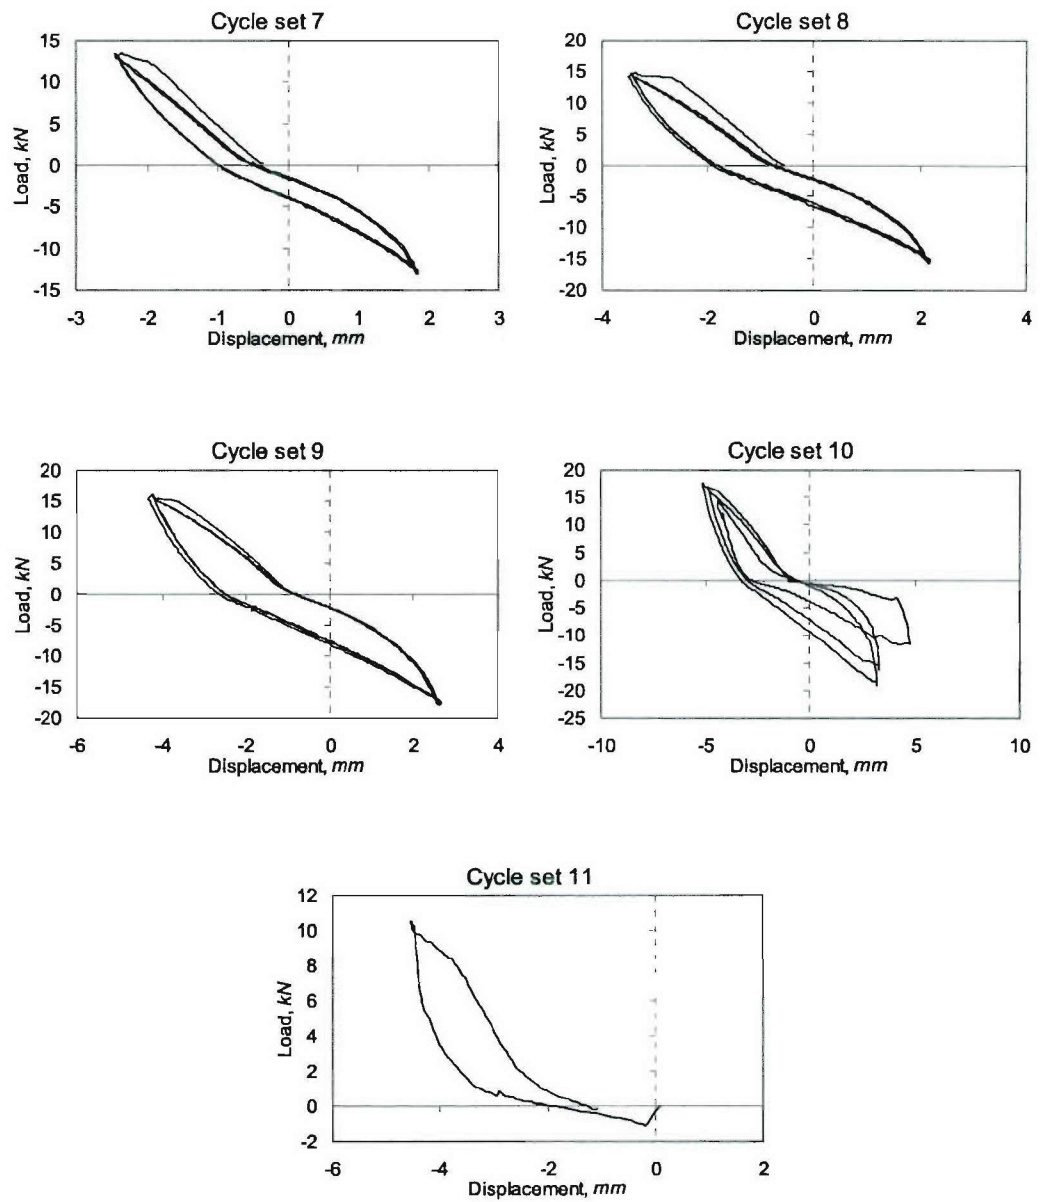 Cycle set 7
15
10
5
0
-5
-10
-15
-3 -2 -1 0 1 2 3
Displacement, mm
Load, kN
Cycle set 8
20
15
10
5
0
-5
-10
-15
-20
-4 -2 0 2 4
Displacement, mm
Load, kN
Cycle set 9
20
15
10
5
0
-5
-10
-15
-20
-6 -4 -2 0 2 4
Displacement, mm
Load, kN
Cycle set 10
20
15
10
5
0
-5
-10
-15
-20
-25
-10 -5 0 5 10
Displacement, mm
Load, kN
Cycle set 11
12
10
8
6
4
2
0
-2
-6 -4 -2 0 2
Displacement, mm
Load, kN